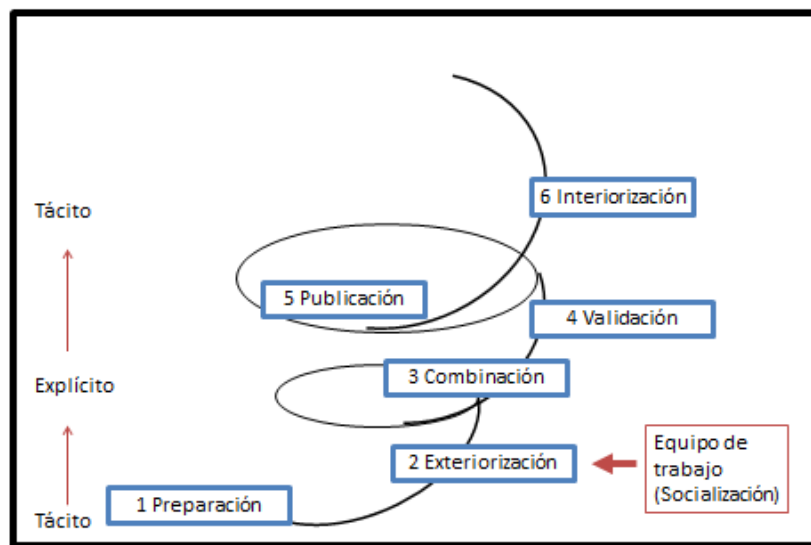 6 Interiorización
Tácito
5 Publicación
4 Validación
3 Combinación
Explícito
Equipo de
trabajo
(Socialización)
2 Exteriorización
1 Preparación
Tácito